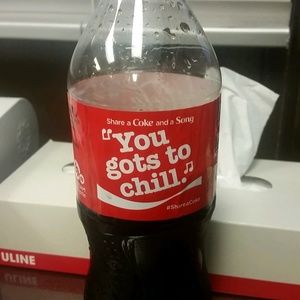 Share a Coke and a Song
"You
gots to
chill."
#ShareaCoke
ULINE